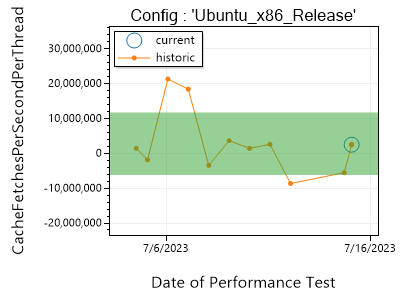 Config : 'Ubuntu_x86_Release'
CacheFetchesPerSecondPerThread
current
historic
30,000,000
20,000,000
10,000,000
0
-10,000,000
-20,000,000
7/6/2023
7/16/2023
Date of Performance Test